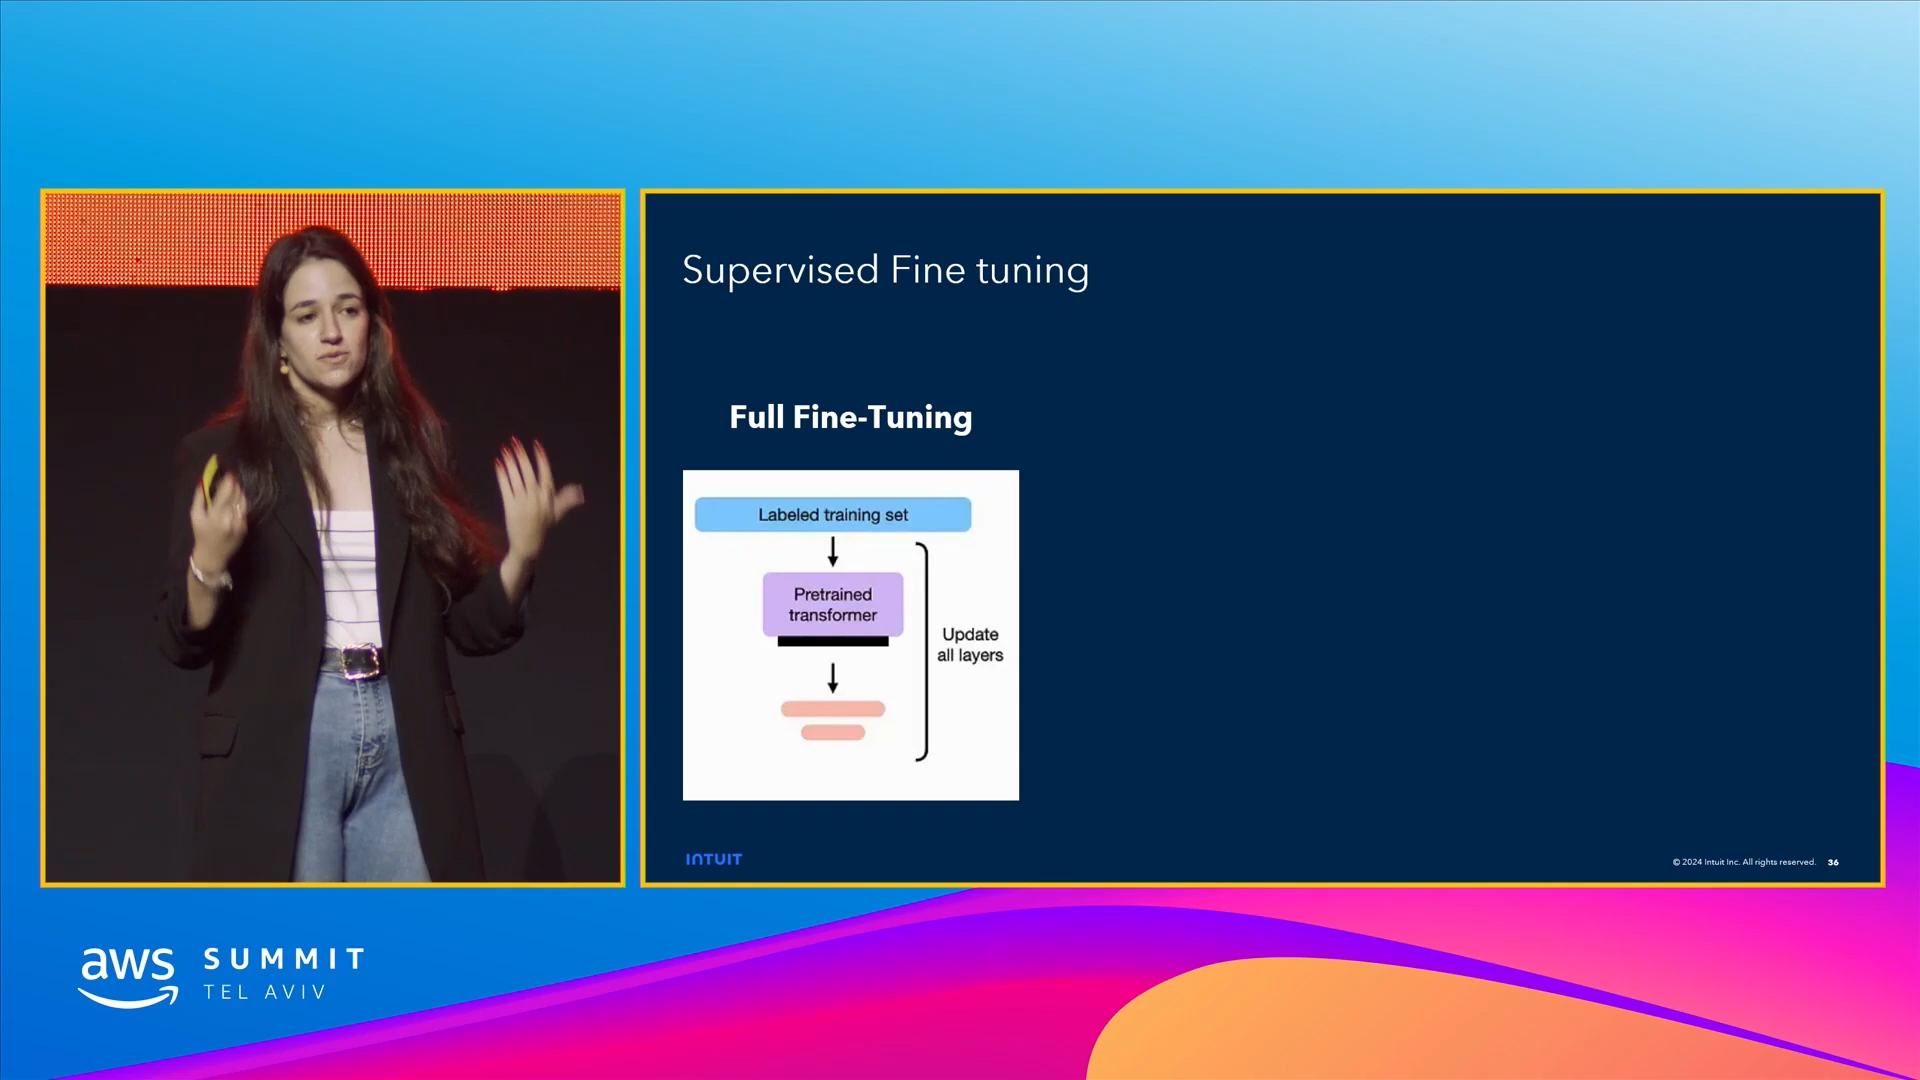 Supervised Fine tuning
Full Fine-Tuning
Labeled training set
Pretrained
transformer
Update
all layers
INTUIT
© 2024 Intuit Inc. All rights reserved. 36
aws SUMMIT
TEL AVIV